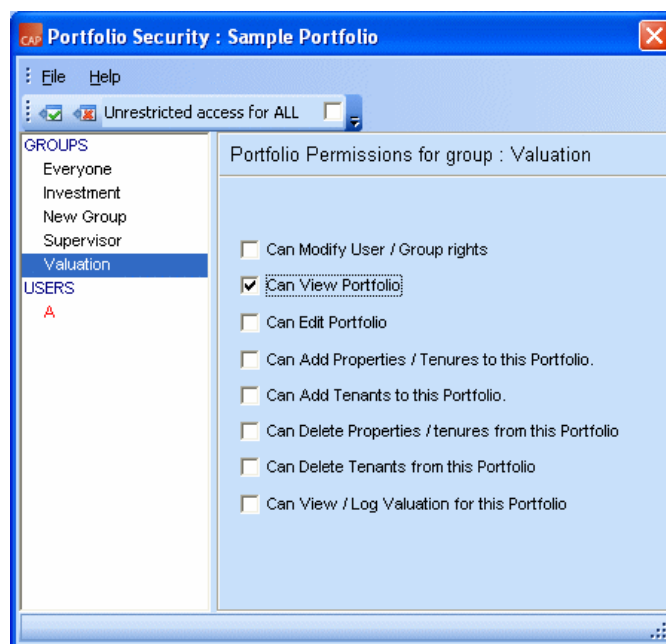 CAP Portfolio Security : Sample Portfolio
File Help
Unrestricted access for ALL
GROUPS
Everyone
Investment
New Group
Supervisor
Valuation
USERS
A
Portfolio Permissions for group : Valuation
Can Modify User / Group rights
Can View Portfolio
Can Edit Portfolio
Can Add Properties / Tenures to this Portfolio.
Can Add Tenants to this Portfolio.
Can Delete Properties / tenures from this Portfolio
Can Delete Tenants from this Portfolio
Can View / Log Valuation for this Portfolio